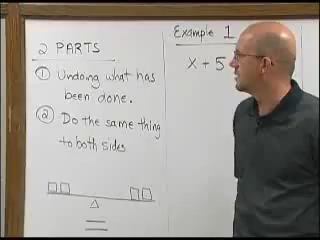 2 PARTS
① Undoing what has
been done.
② Do the same thing
to both sides
=
Example 1
x + 5